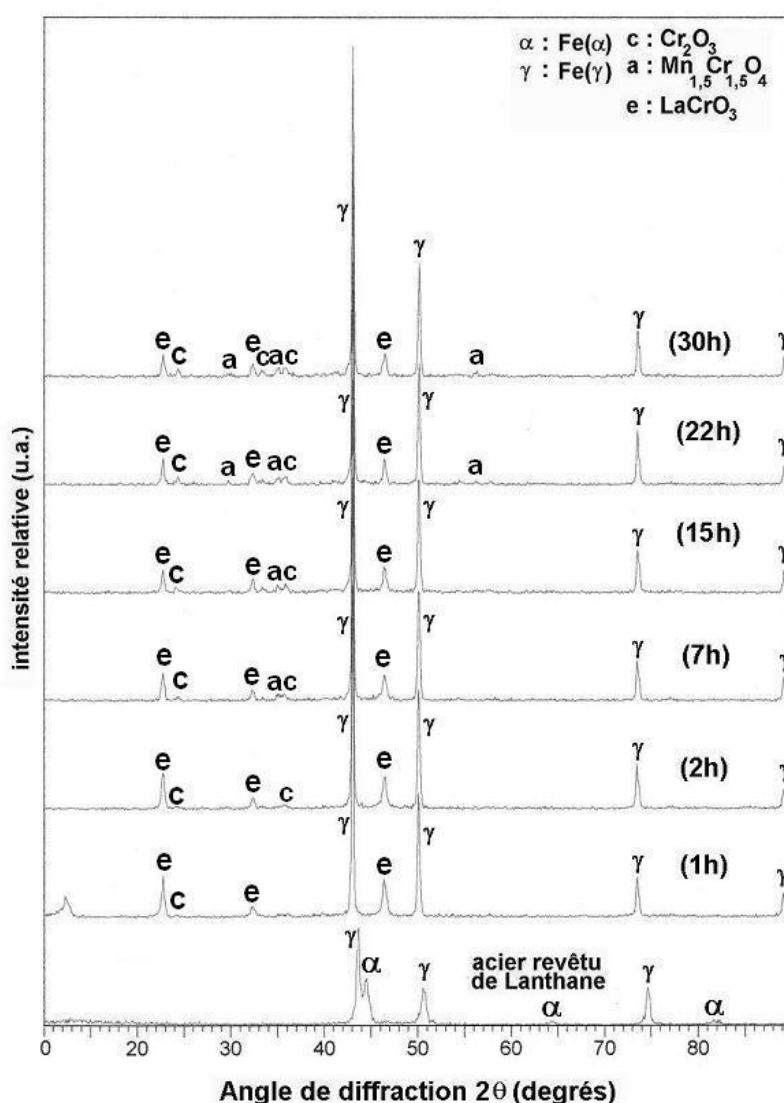 α : Fe(α) c : Cr2O3
γ : Fe(γ) a : Mn1,5Cr1,5O4
e : LaCrO3
γ
γ
e c a e c a c γ e γ a γ (30h) γ
e c a e a c γ e γ a γ (22h) γ
e c e a c γ e γ γ (15h) γ
e c e a c γ e γ γ (7h) γ
e c e c γ e γ γ (2h) γ
e c e γ e γ γ (1h) γ
γ α γ acier revêtu
de Lanthane α γ α
intensité relative (u.a.)
0 10 20 30 40 50 60 70 80
Angle de diffraction 2θ (degrés)